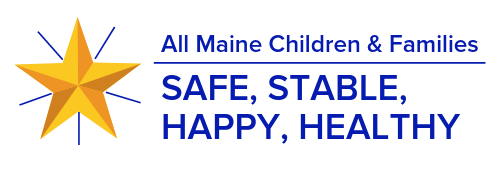 All Maine Children & Families
SAFE, STABLE,
HAPPY, HEALTHY